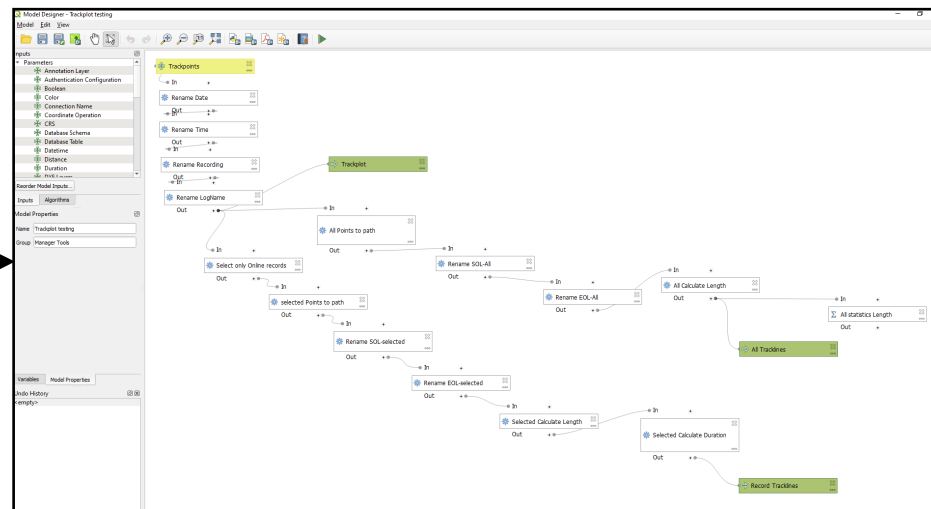 Model Designer - Trackplot testing
Model Edit View
nputs
Parameters
Annotation Layer
Authentication Configuration
Boolean
Color
Connection Name
Coordinate Operation
CRS
Database Schema
Database Table
Datetime
Distance
Duration
Reorder Model Inputs...
Inputs Algorithms
Model Properties
Name Trackplot testing
Group Manager Tools
Variables Model Properties
Undo History
<empty>
Trackpoints
In +
Rename Date
Out +
In +
Rename Time
Out +
In +
Rename Recording
Out +
In +
Rename LogName
Out +
Trackplot
In +
All Points to path
Out +
In +
Select only Online records
Out +
In +
selected Points to path
Out +
In +
Rename SOL-All
Out +
In +
Rename EOL-All
Out +
In +
All Calculate Length
Out +
In +
Σ All statistics Length
Out +
All Tracklines
In +
Rename SOL-selected
Out +
In +
Rename EOL-selected
Out +
In +
Selected Calculate Length
Out +
In +
Selected Calculate Duration
Out +
Record Tracklines